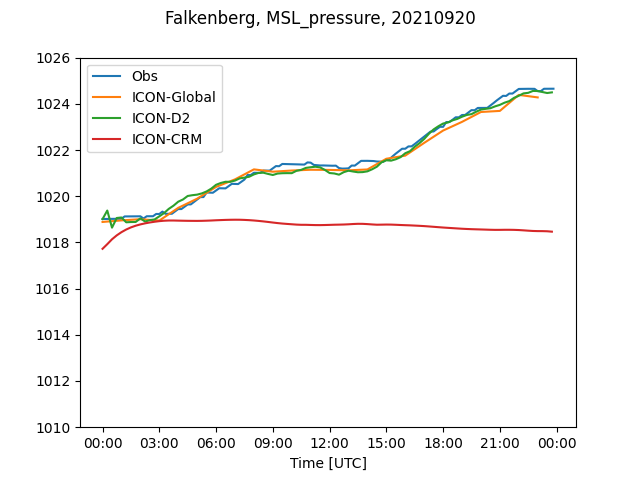 Falkenberg, MSL_pressure, 20210920
1026
1024
1022
1020
1018
1016
1014
1012
1010
Obs
ICON-Global
ICON-D2
ICON-CRM
00:00 03:00 06:00 09:00 12:00 15:00 18:00 21:00 00:00
Time [UTC]